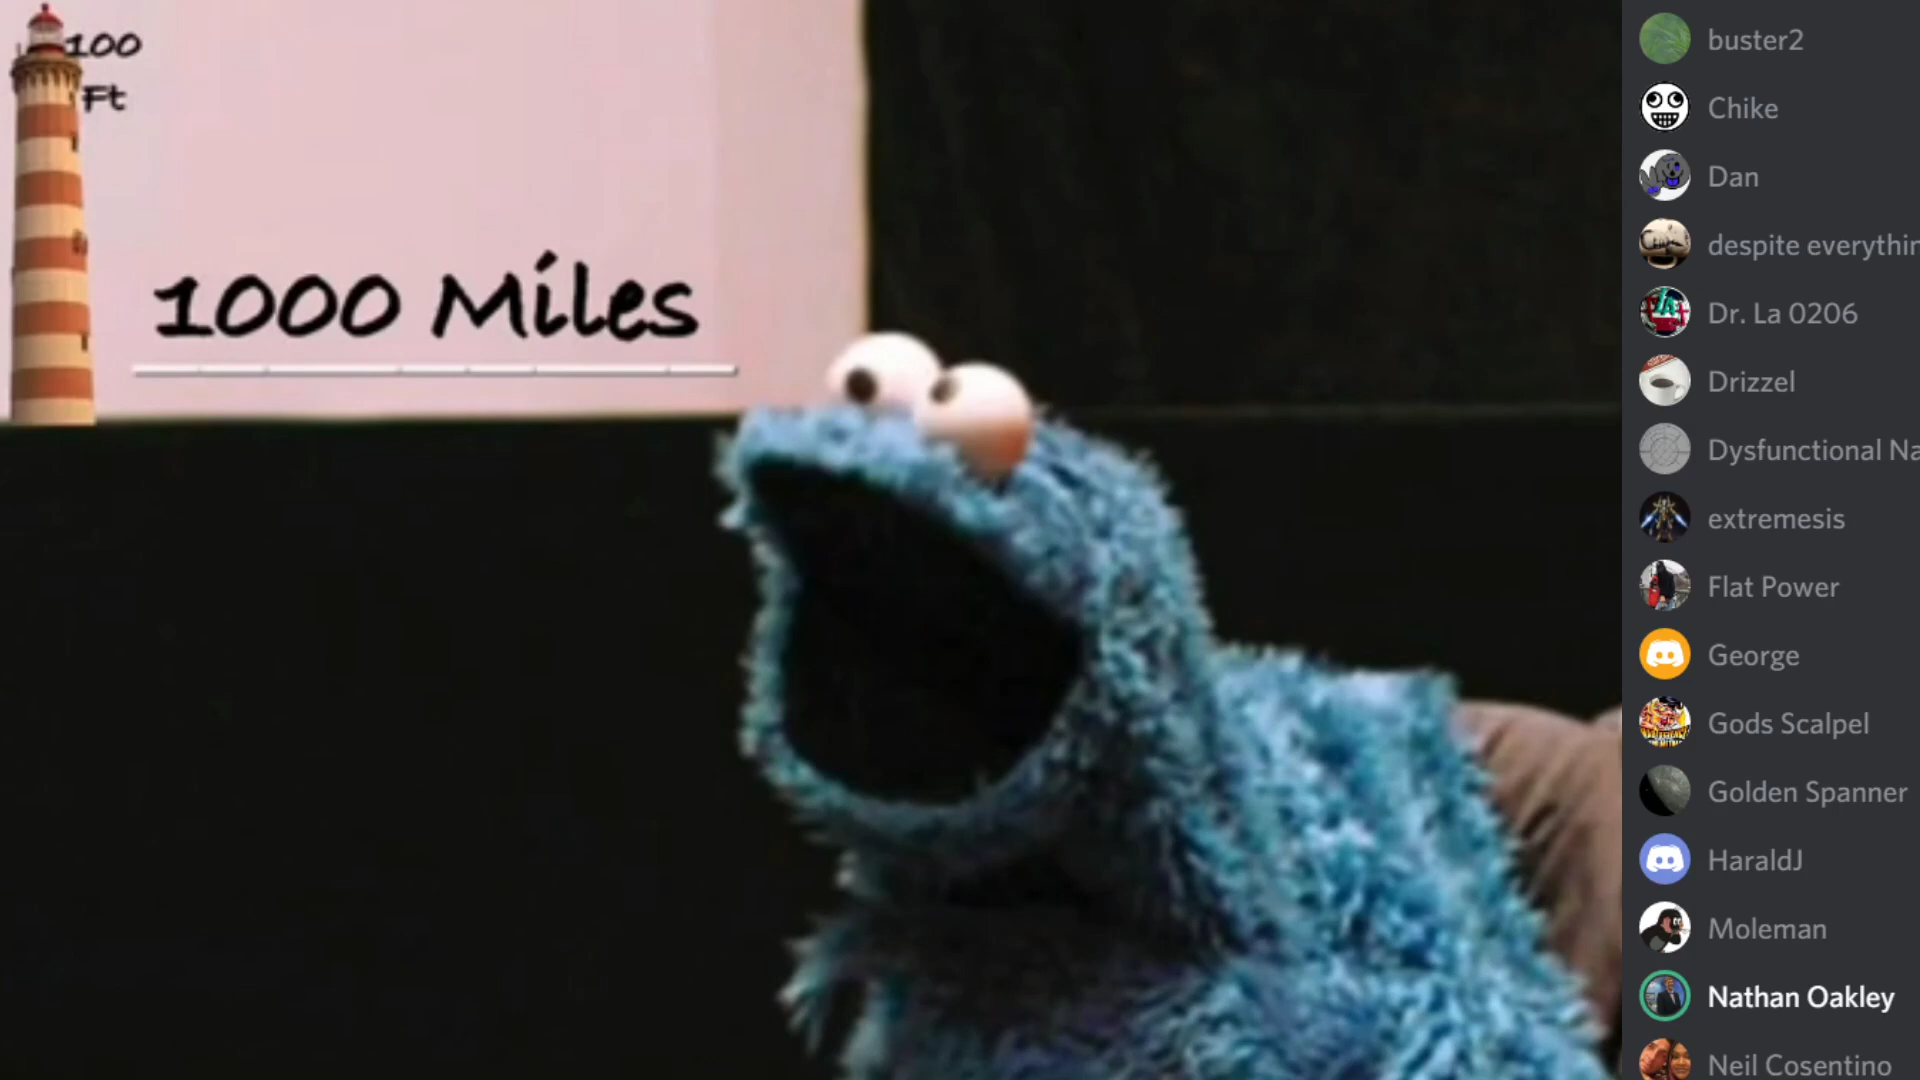 100
Ft
1000 Miles
buster2
Chike
Dan
despite everythin
Dr. La 0206
Drizzel
Dysfunctional Na
extremesis
Flat Power
George
Gods Scalpel
Golden Spanner
HaraldJ
Moleman
Nathan Oakley
Neil Cosentino